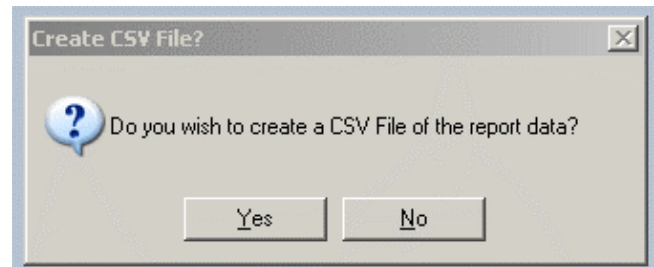 Create CSV File?
Do you wish to create a CSV File of the report data?
Yes No